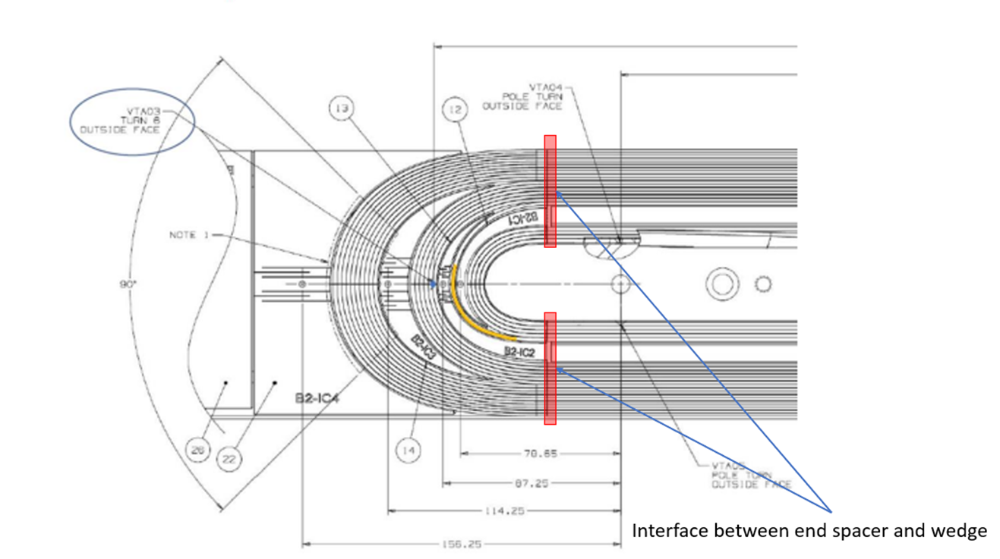 VTA04
POLE TURN
OUTSIDE FACE
13
12
VTA03
TURN 6
OUTSIDE FACE
B2-IC1
NOTE 1
90°
B2-IC3
B2-IC2
B2-IC4
26
22
14
78.65
87.25
114.25
156.25
VTA05
POLE TURN
OUTSIDE FACE
Interface between end spacer and wedge